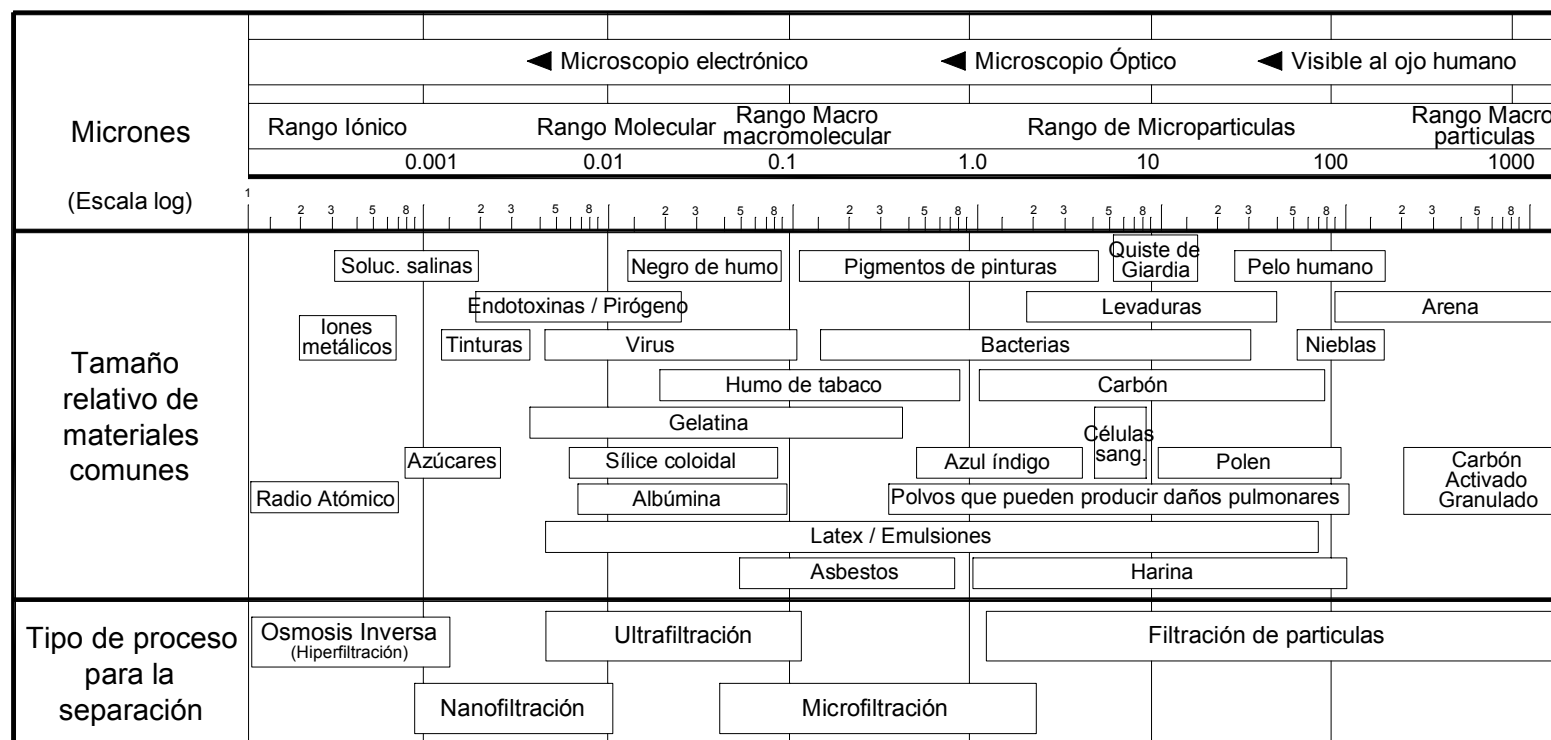 Microscopio electrónico Microscopio Óptico Visible al ojo humano
Micrones
Rango Iónico Rango Molecular Rango Macro macromolecular Rango de Microparticulas Rango Macro particulas
0.001 0.01 0.1 1.0 10 100 1000
(Escala log)
1 2 3 5 8 2 3 5 8 2 3 5 8 2 3 5 8 2 3 5 8 2 3 5 8 2 3 5 8
Tamaño
relativo de
materiales
comunes
Soluc. salinas Negro de humo Pigmentos de pinturas Quiste de Giardia Pelo humano
Endotoxinas / Pirógeno Levaduras Arena
Iones metálicos Tinturas Virus Bacterias Nieblas
Humo de tabaco Carbón
Gelatina Células sang.
Azúcares Sílice coloidal Azul índigo Polen Carbón Activado Granulado
Radio Atómico Albúmina Polvos que pueden producir daños pulmonares
Latex / Emulsiones
Asbestos Harina
Tipo de proceso
para la
separación
Osmosis Inversa
(Hiperfiltración)
Ultrafiltración Filtración de particulas
Nanofiltración Microfiltración